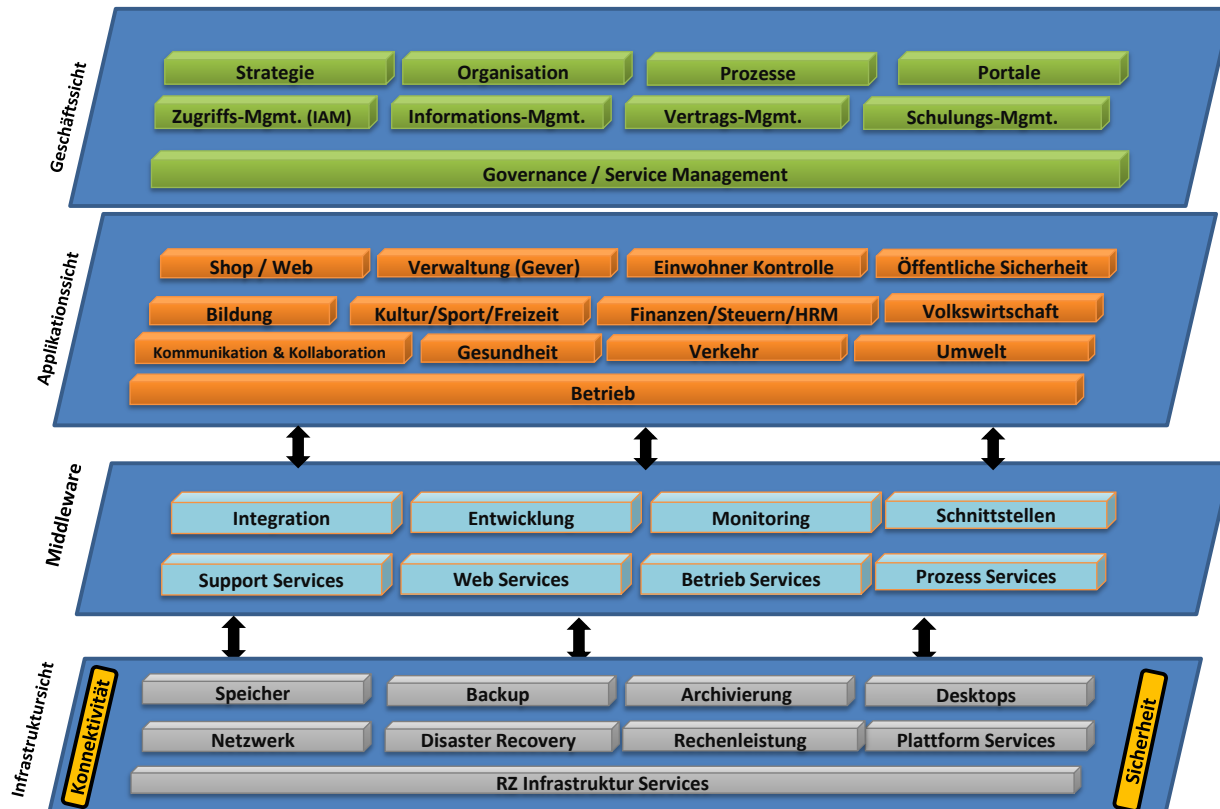 Geschäftssicht
Strategie
Organisation
Prozesse
Portale
Zugriffs-Mgmt. (IAM)
Informations-Mgmt.
Vertrags-Mgmt.
Schulungs-Mgmt.
Governance / Service Management
Applikationssicht
Shop / Web
Verwaltung (Gever)
Einwohner Kontrolle
Öffentliche Sicherheit
Bildung
Kultur/Sport/Freizeit
Finanzen/Steuern/HRM
Volkswirtschaft
Kommunikation & Kollaboration
Gesundheit
Verkehr
Umwelt
Betrieb
Middleware
Integration
Entwicklung
Monitoring
Schnittstellen
Support Services
Web Services
Betrieb Services
Prozess Services
Infrastruktursicht
Konnektivität
Speicher
Backup
Archivierung
Desktops
Netzwerk
Disaster Recovery
Rechenleistung
Plattform Services
RZ Infrastruktur Services
Sicherheit